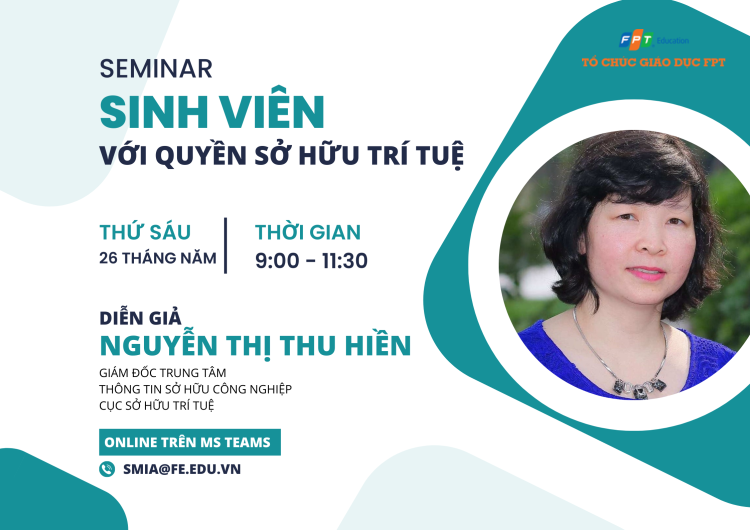 FPT Education
TỔ CHỨC GIÁO DỤC FPT
SEMINAR
SINH VIÊN
VỚI QUYỀN SỞ HỮU TRÍ TUỆ
THỨ SÁU
26 THÁNG NĂM
THỜI GIAN
9:00 - 11:30
DIỄN GIẢ
NGUYỄN THỊ THU HIỀN
GIÁM ĐỐC TRUNG TÂM
THÔNG TIN SỞ HỮU CÔNG NGHIỆP
CỤC SỞ HỮU TRÍ TUỆ
ONLINE TRÊN MS TEAMS
SMIA@FE.EDU.VN